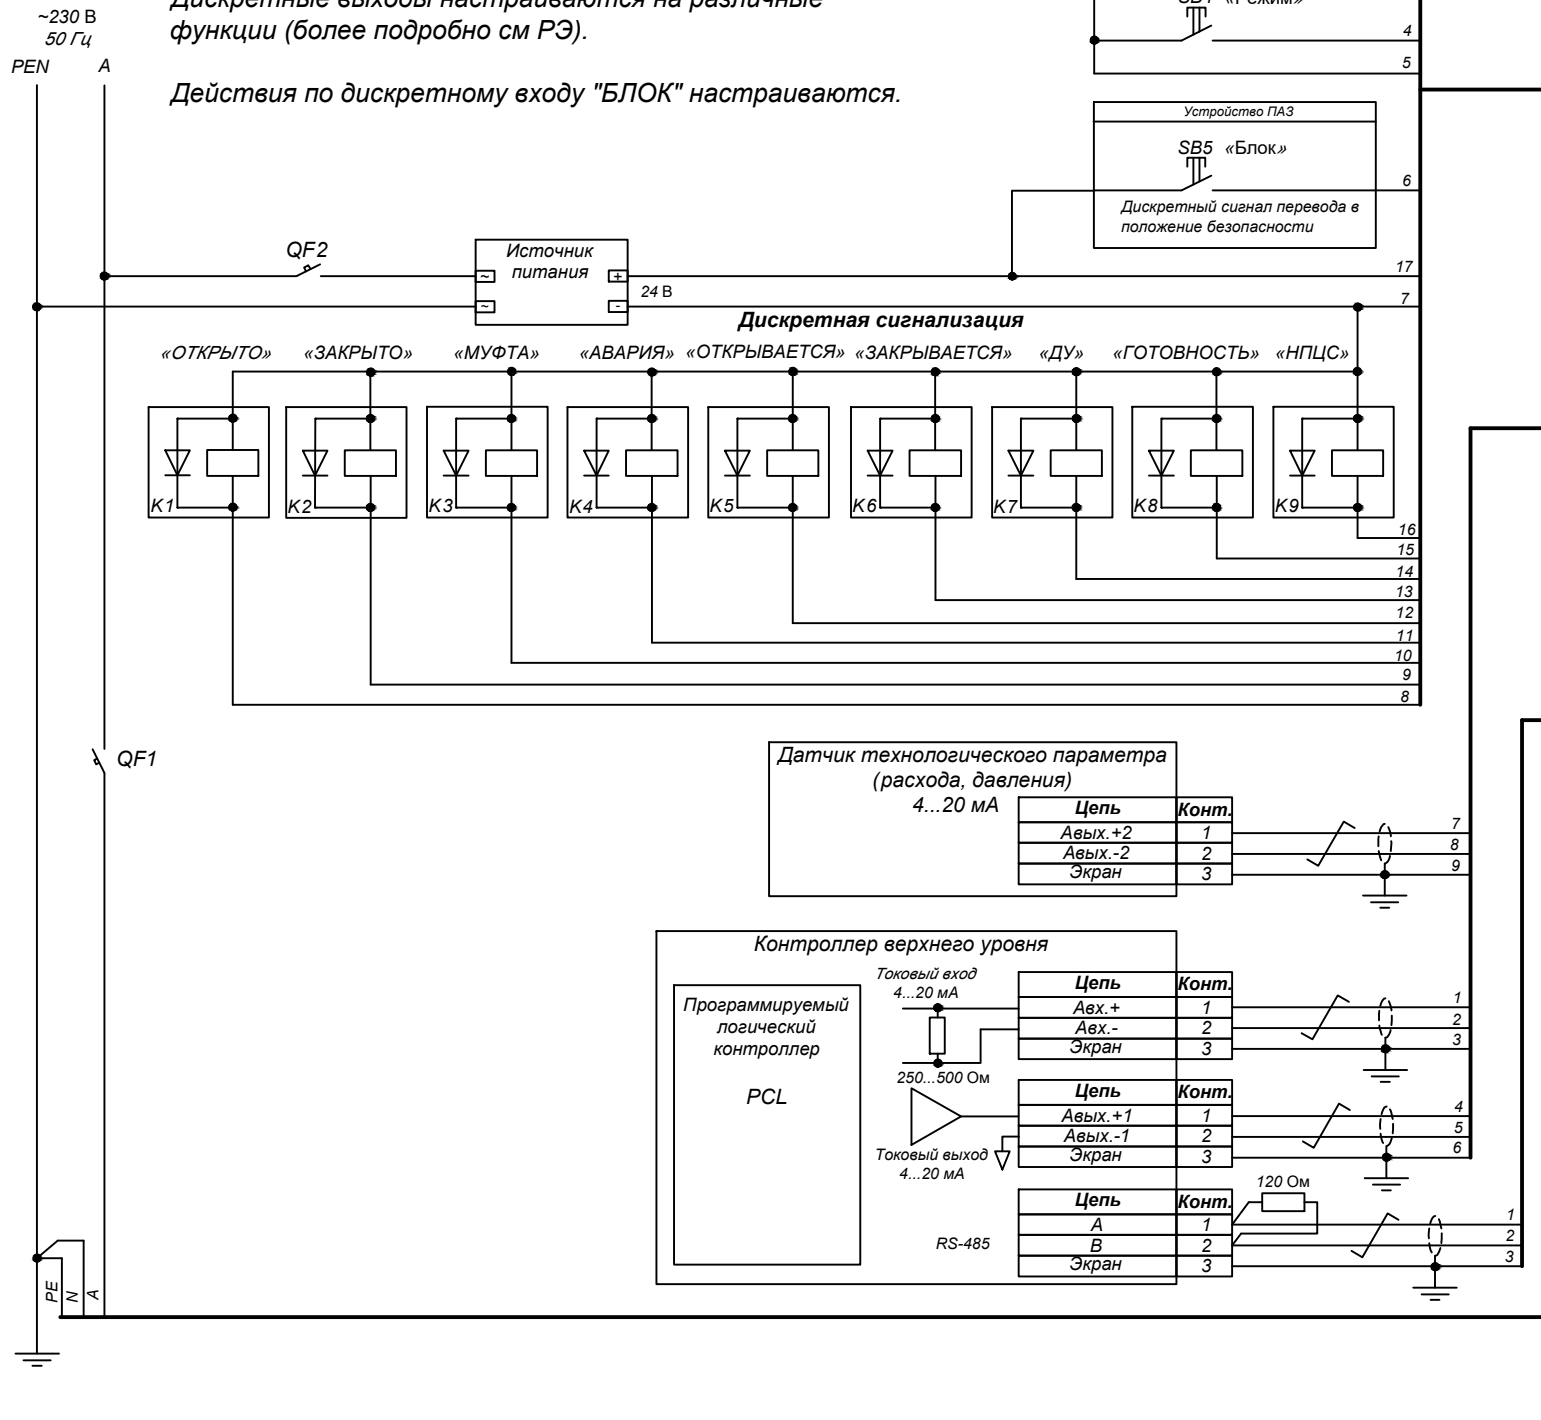 Дискретные выходы настраиваются на различные
функции (более подробно см РЭ).
Действия по дискретному входу "БЛОК" настраиваются.
~230 В
50 Гц
PEN
A
«Режим»
4
5
Устройство ПАЗ
SB5 «Блок»
6
Дискретный сигнал перевода в
положение безопасности
QF2
Источник
питания
~
+
~
-
24 В
17
7
Дискретная сигнализация
«ОТКРЫТО» «ЗАКРЫТО» «МУФТА» «АВАРИЯ» «ОТКРЫВАЕТСЯ» «ЗАКРЫВАЕТСЯ» «ДУ» «ГОТОВНОСТЬ» «НПЦС»
K1 K2 K3 K4 K5 K6 K7 K8 K9
16
15
14
13
12
11
10
9
8
QF1
Датчик технологического параметра
(расхода, давления)
4...20 мА
Цепь Конт.
Авых.+2 1 7
Авых.-2 2 8
Экран 3 9
Контроллер верхнего уровня
Программируемый
логический
контроллер
PCL
Токовый вход
4...20 мА
250...500 Ом
Цепь Конт.
Авх.+ 1 1
Авх.- 2 2
Экран 3 3
Токовый выход
4...20 мА
Цепь Конт.
Авых.+1 1 4
Авых.-1 2 5
Экран 3 6
120 Ом
RS-485
Цепь Конт.
A 1 1
B 2 2
Экран 3 3
PE
N
A